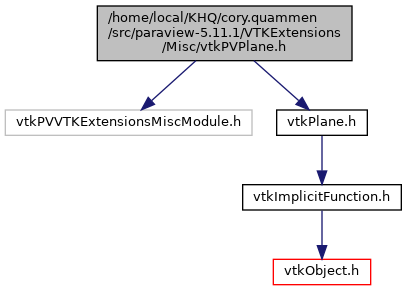 /home/local/KHQ/cory.quammen
/src/paraview-5.11.1/VTKExtensions
/Misc/vtkPVPlane.h
vtkPVVTKExtensionsMiscModule.h
vtkPlane.h
vtkImplicitFunction.h
vtkObject.h